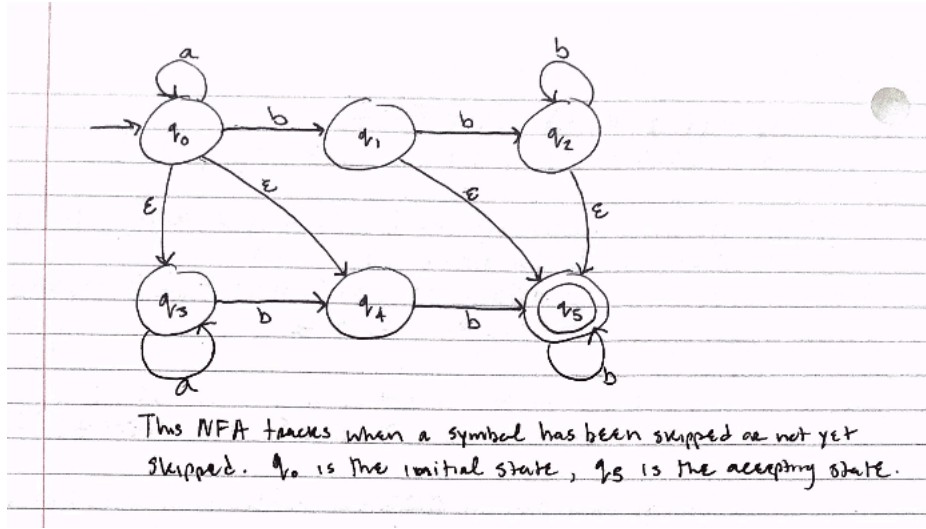 a
b
q0
b
q1
b
q2
ε
ε
ε
ε
q3
b
q4
b
q5
a
b
This NFA tracks when a symbol has been skipped or not yet
skipped. q0 is the initial state, q5 is the accepting state.